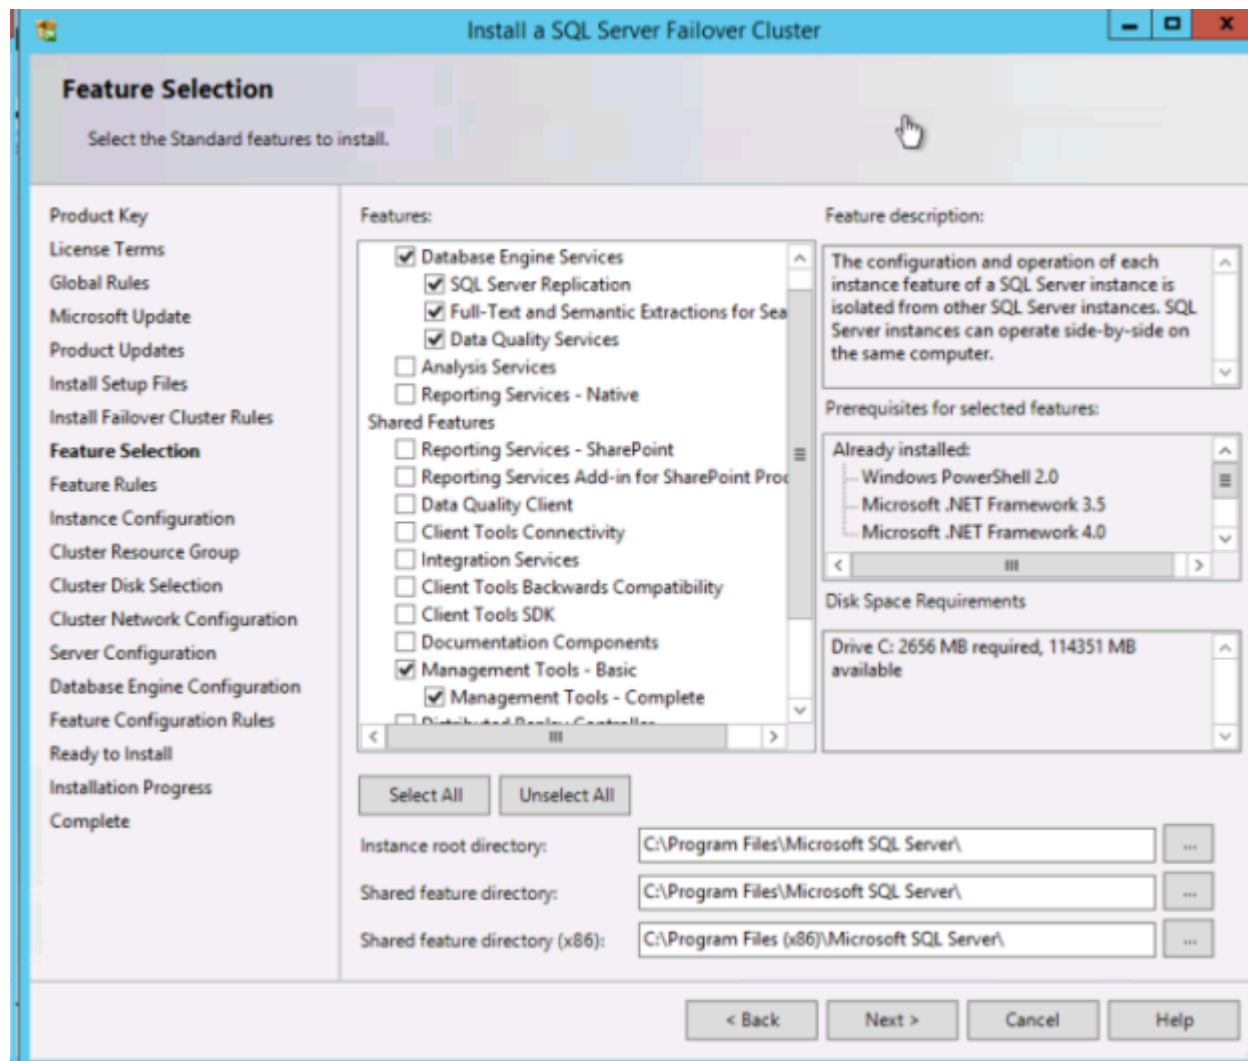 Install a SQL Server Failover Cluster
Feature Selection
Select the Standard features to install.
Product Key
License Terms
Global Rules
Microsoft Update
Product Updates
Install Setup Files
Install Failover Cluster Rules
Feature Selection
Feature Rules
Instance Configuration
Cluster Resource Group
Cluster Disk Selection
Cluster Network Configuration
Server Configuration
Database Engine Configuration
Feature Configuration Rules
Ready to Install
Installation Progress
Complete
Features:
Database Engine Services
SQL Server Replication
Full-Text and Semantic Extractions for Sea
Data Quality Services
Analysis Services
Reporting Services - Native
Shared Features
Reporting Services - SharePoint
Reporting Services Add-in for SharePoint Prod
Data Quality Client
Client Tools Connectivity
Integration Services
Client Tools Backwards Compatibility
Client Tools SDK
Documentation Components
Management Tools - Basic
Management Tools - Complete
Distributed Replay Controller
Feature description:
The configuration and operation of each
instance feature of a SQL Server instance is
isolated from other SQL Server instances. SQL
Server instances can operate side-by-side on
the same computer.
Prerequisites for selected features:
Already installed:
Windows PowerShell 2.0
Microsoft .NET Framework 3.5
Microsoft .NET Framework 4.0
Disk Space Requirements
Drive C: 2656 MB required, 114351 MB
available
Select All
Unselect All
Instance root directory:
C:\Program Files\Microsoft SQL Server\
...
Shared feature directory:
C:\Program Files\Microsoft SQL Server\
...
Shared feature directory (x86):
C:\Program Files (x86)\Microsoft SQL Server\
...
< Back
Next >
Cancel
Help